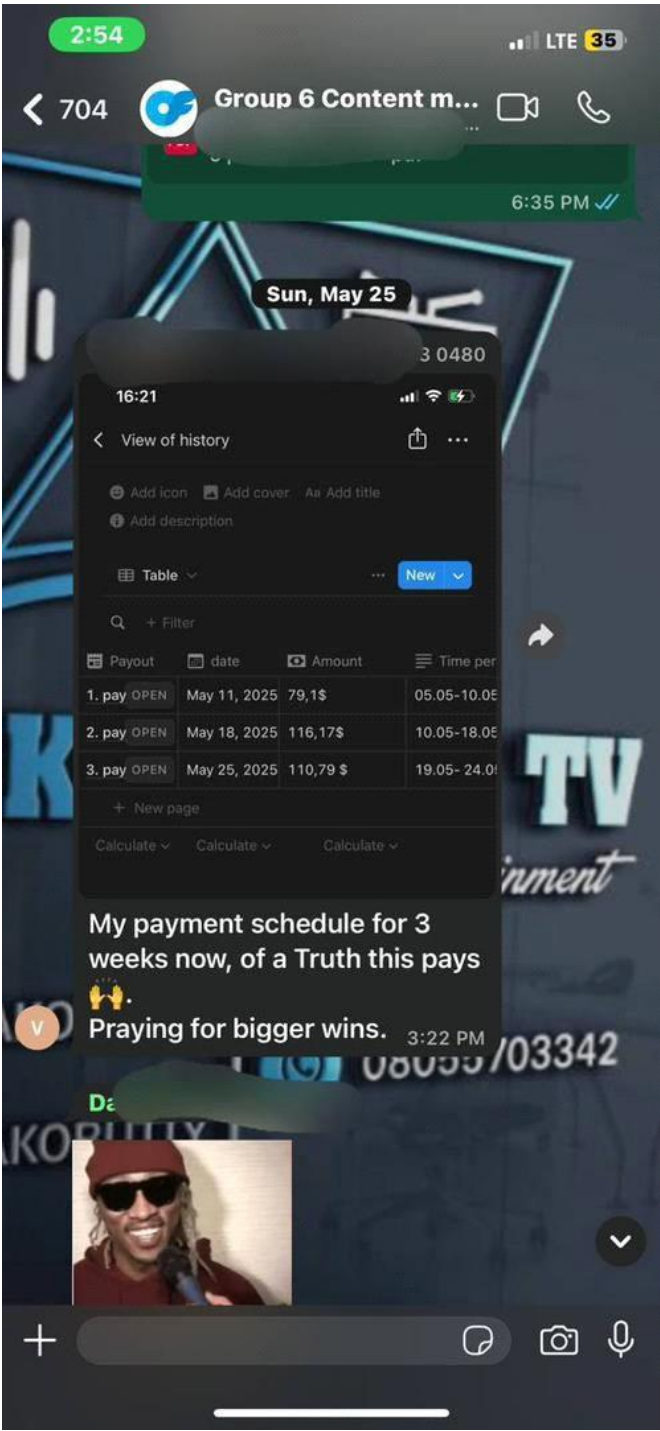 2:54
LTE 35
704
Group 6 Content m...
...
6:35 PM
Sun, May 25
3 0480
16:21
View of history
Add icon Add cover Aa Add title
Add description
Table
... New
+ Filter
Payout date Amount Time per
1. pay OPEN May 11, 2025 79,1$ 05.05-10.05
2. pay OPEN May 18, 2025 116,17$ 10.05-18.05
3. pay OPEN May 25, 2025 110,79 $ 19.05- 24.0
+ New page
Calculate Calculate Calculate
K TV
inment
My payment schedule for 3
weeks now, of a Truth this pays
🙌.
Praying for bigger wins. 3:22 PM
V
08055703342
Da